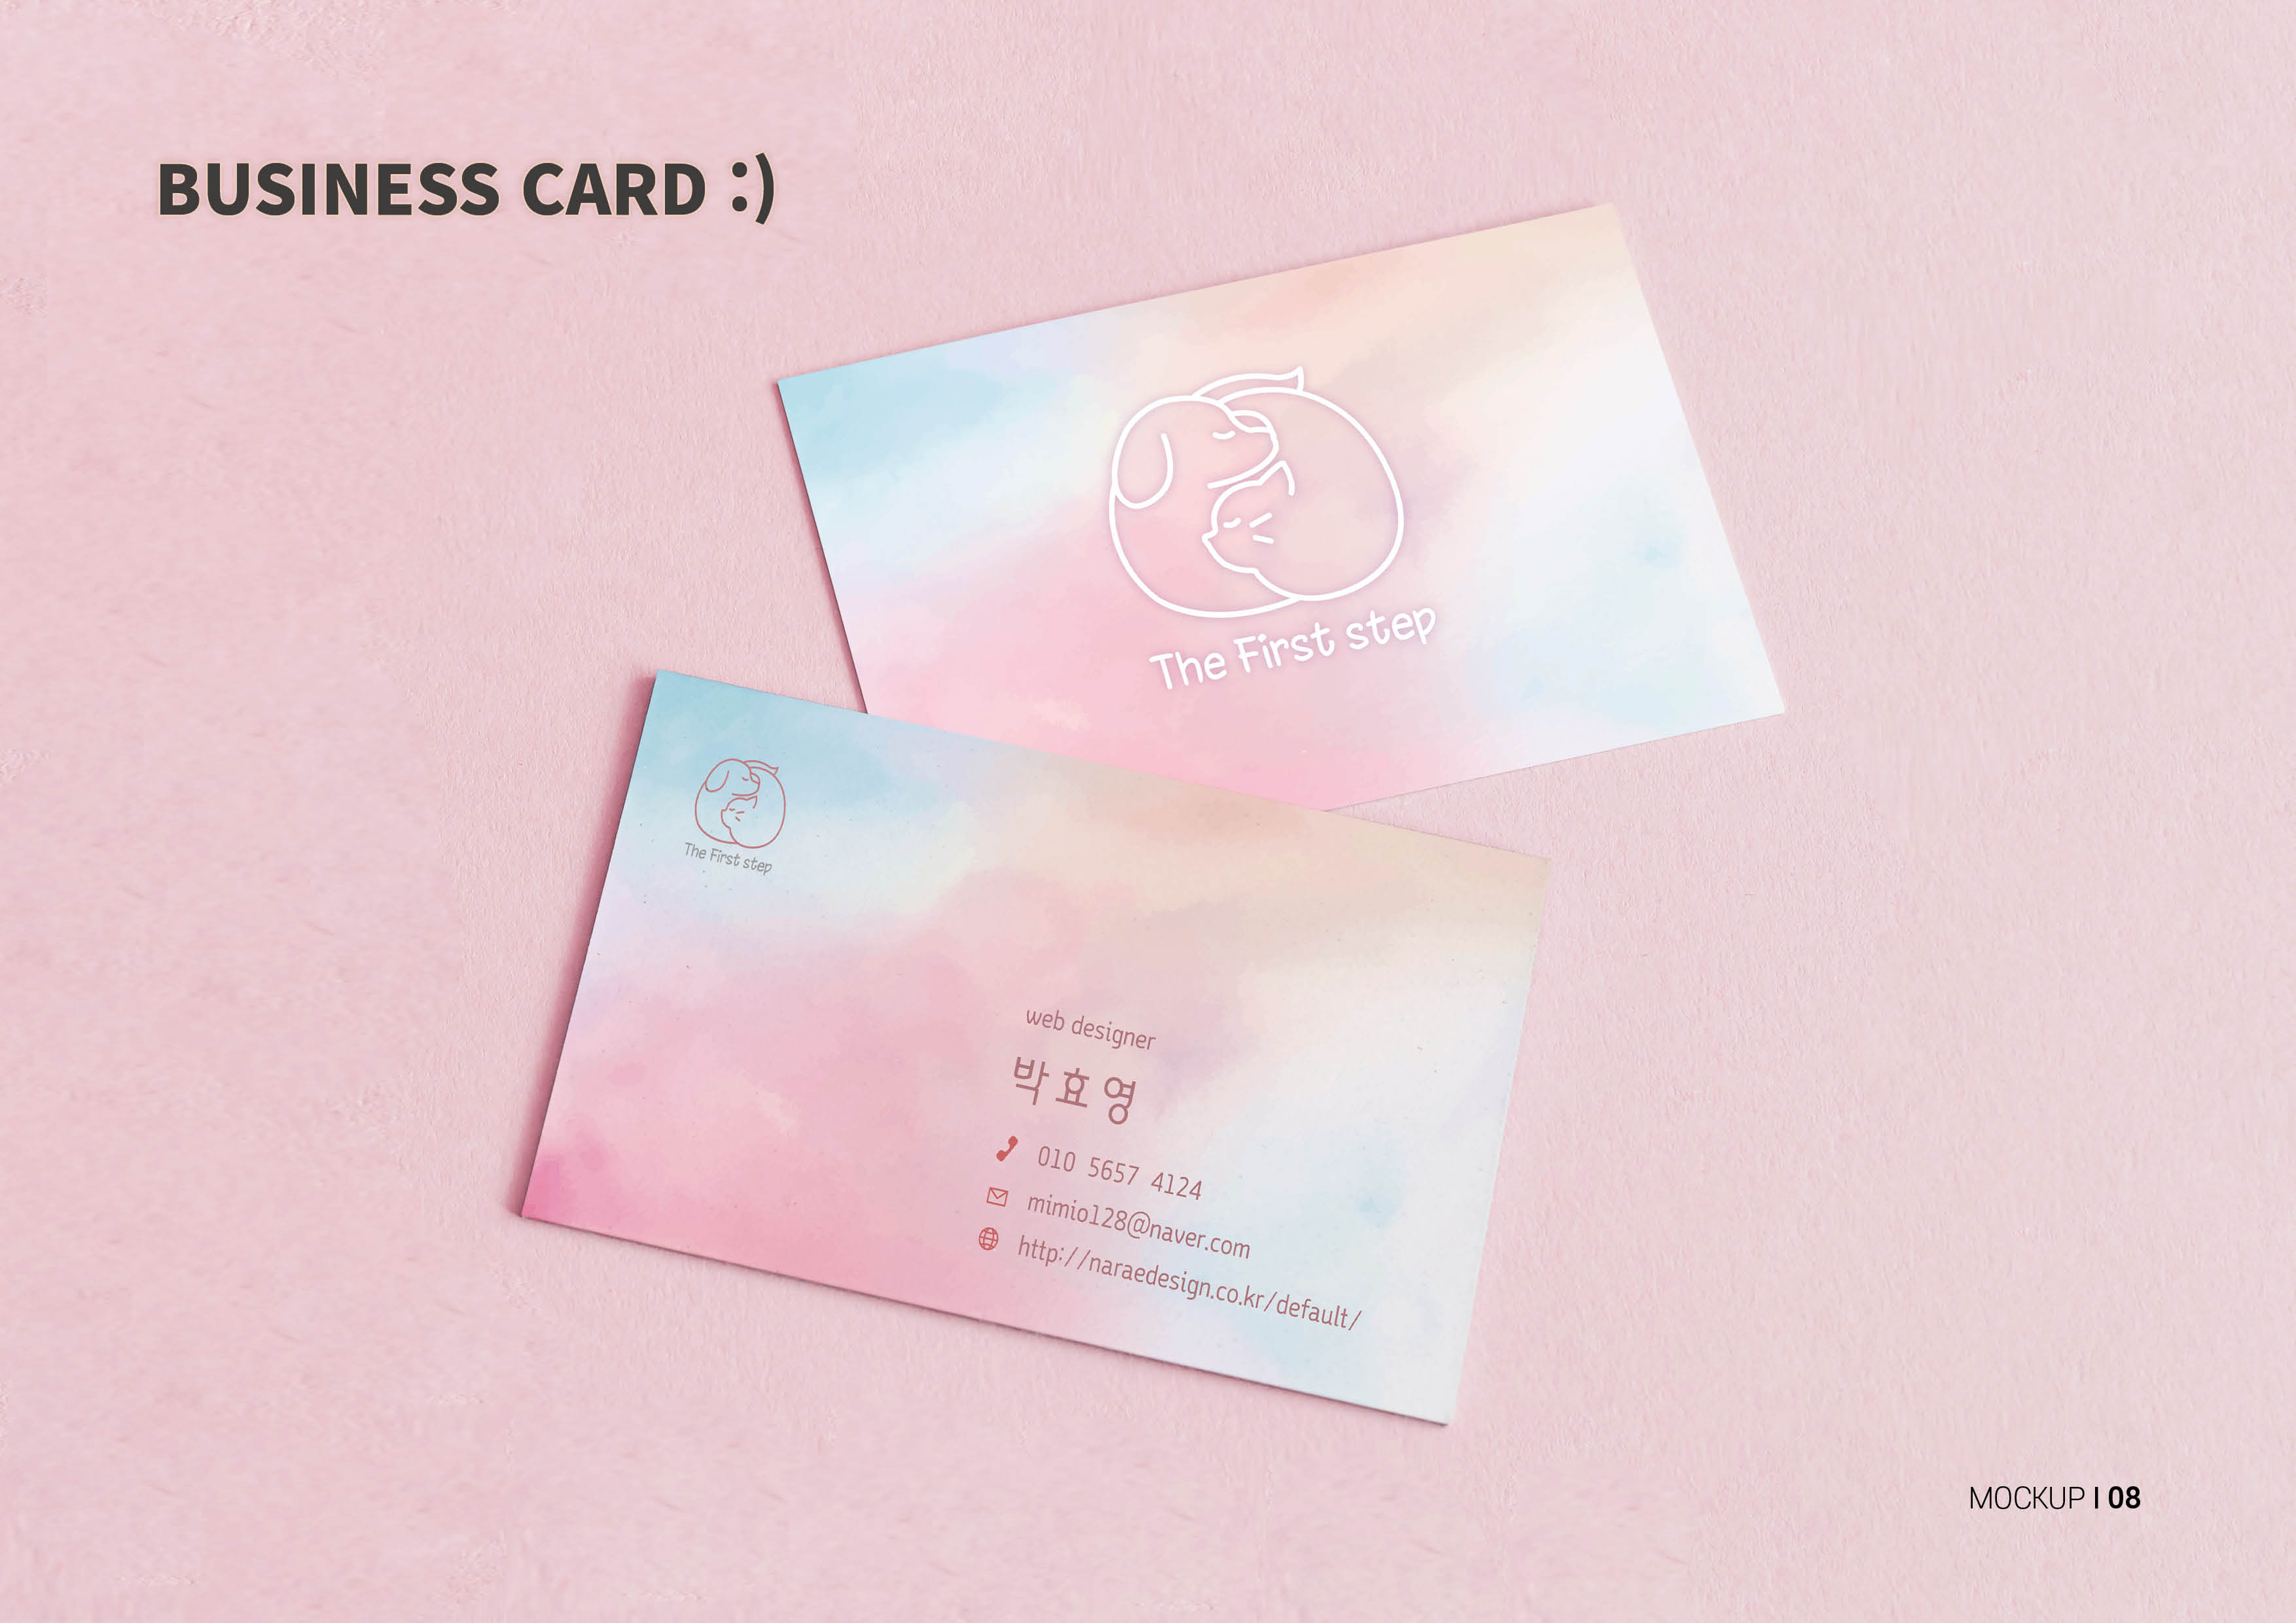 BUSINESS CARD :)
The First step
The First step
web designer
박효영
010 5657 4124
mimio128@naver.com
http://naraedesign.co.kr/default/
MOCKUP | 08